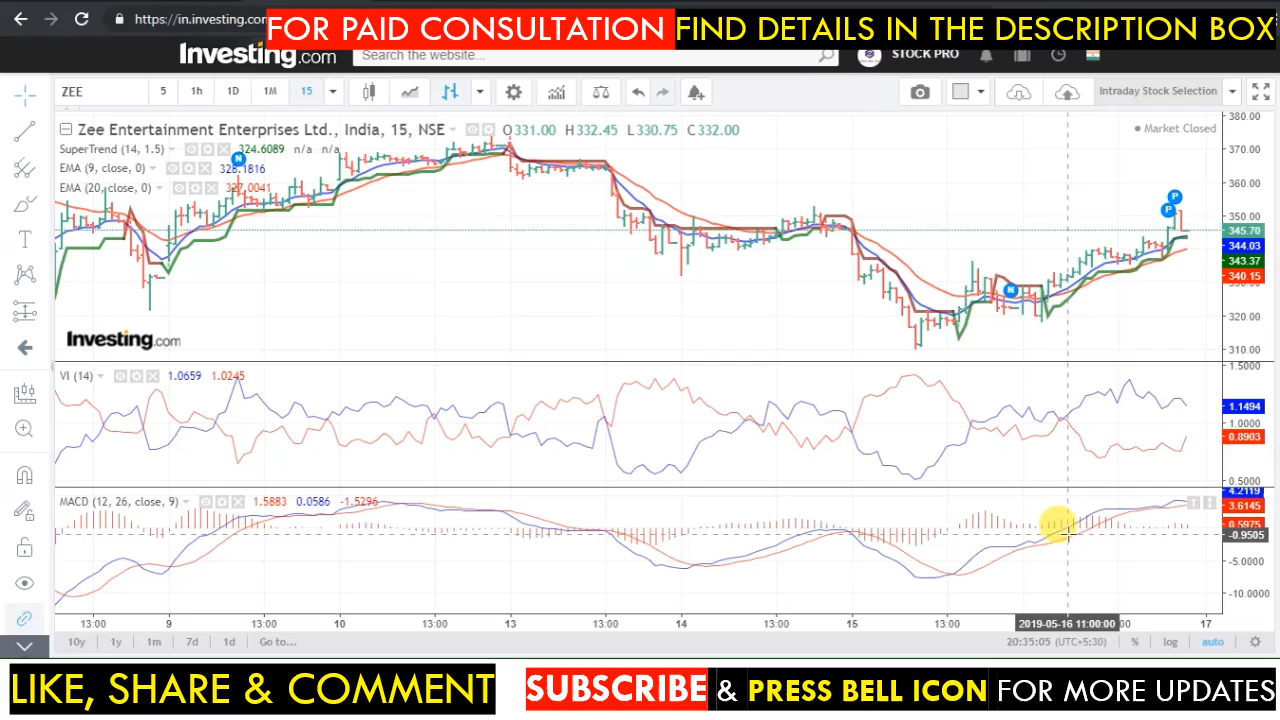 https://in.investing.com
FOR PAID CONSULTATION FIND DETAILS IN THE DESCRIPTION BOX
Investing.com Search the website... STOCK PRO
ZEE 5 1h 1D 1M 15 Intraday Stock Selection
Zee Entertainment Enterprises Ltd., India, 15, NSE O331.00 H332.45 L330.75 C332.00 Market Closed
SuperTrend (14, 1.5) 324.6089 n/a n/a
EMA (9, close, 0) 328.1816
EMA (20, close, 0) 327.0041
380.00
370.00
360.00
350.00
345.70
344.03
343.37
340.15
330.00
320.00
310.00
N
P
P
N
Investing.com
VI (14) 1.0659 1.0245
1.5000
1.1494
1.0000
0.8903
0.5000
MACD (12, 26, close, 9) 1.5883 0.0586 -1.5296
4.2119
3.6145
0.5975
-0.9505
-5.0000
-10.0000
13:00 9 13:00 10 13:00 13 13:00 14 13:00 15 13:00 2019-05-16 11:00:00 :00 17
10y 1y 1m 7d 1d Go to... 20:35:05 (UTC+5:30) % log auto
LIKE, SHARE & COMMENT SUBSCRIBE & PRESS BELL ICON FOR MORE UPDATES